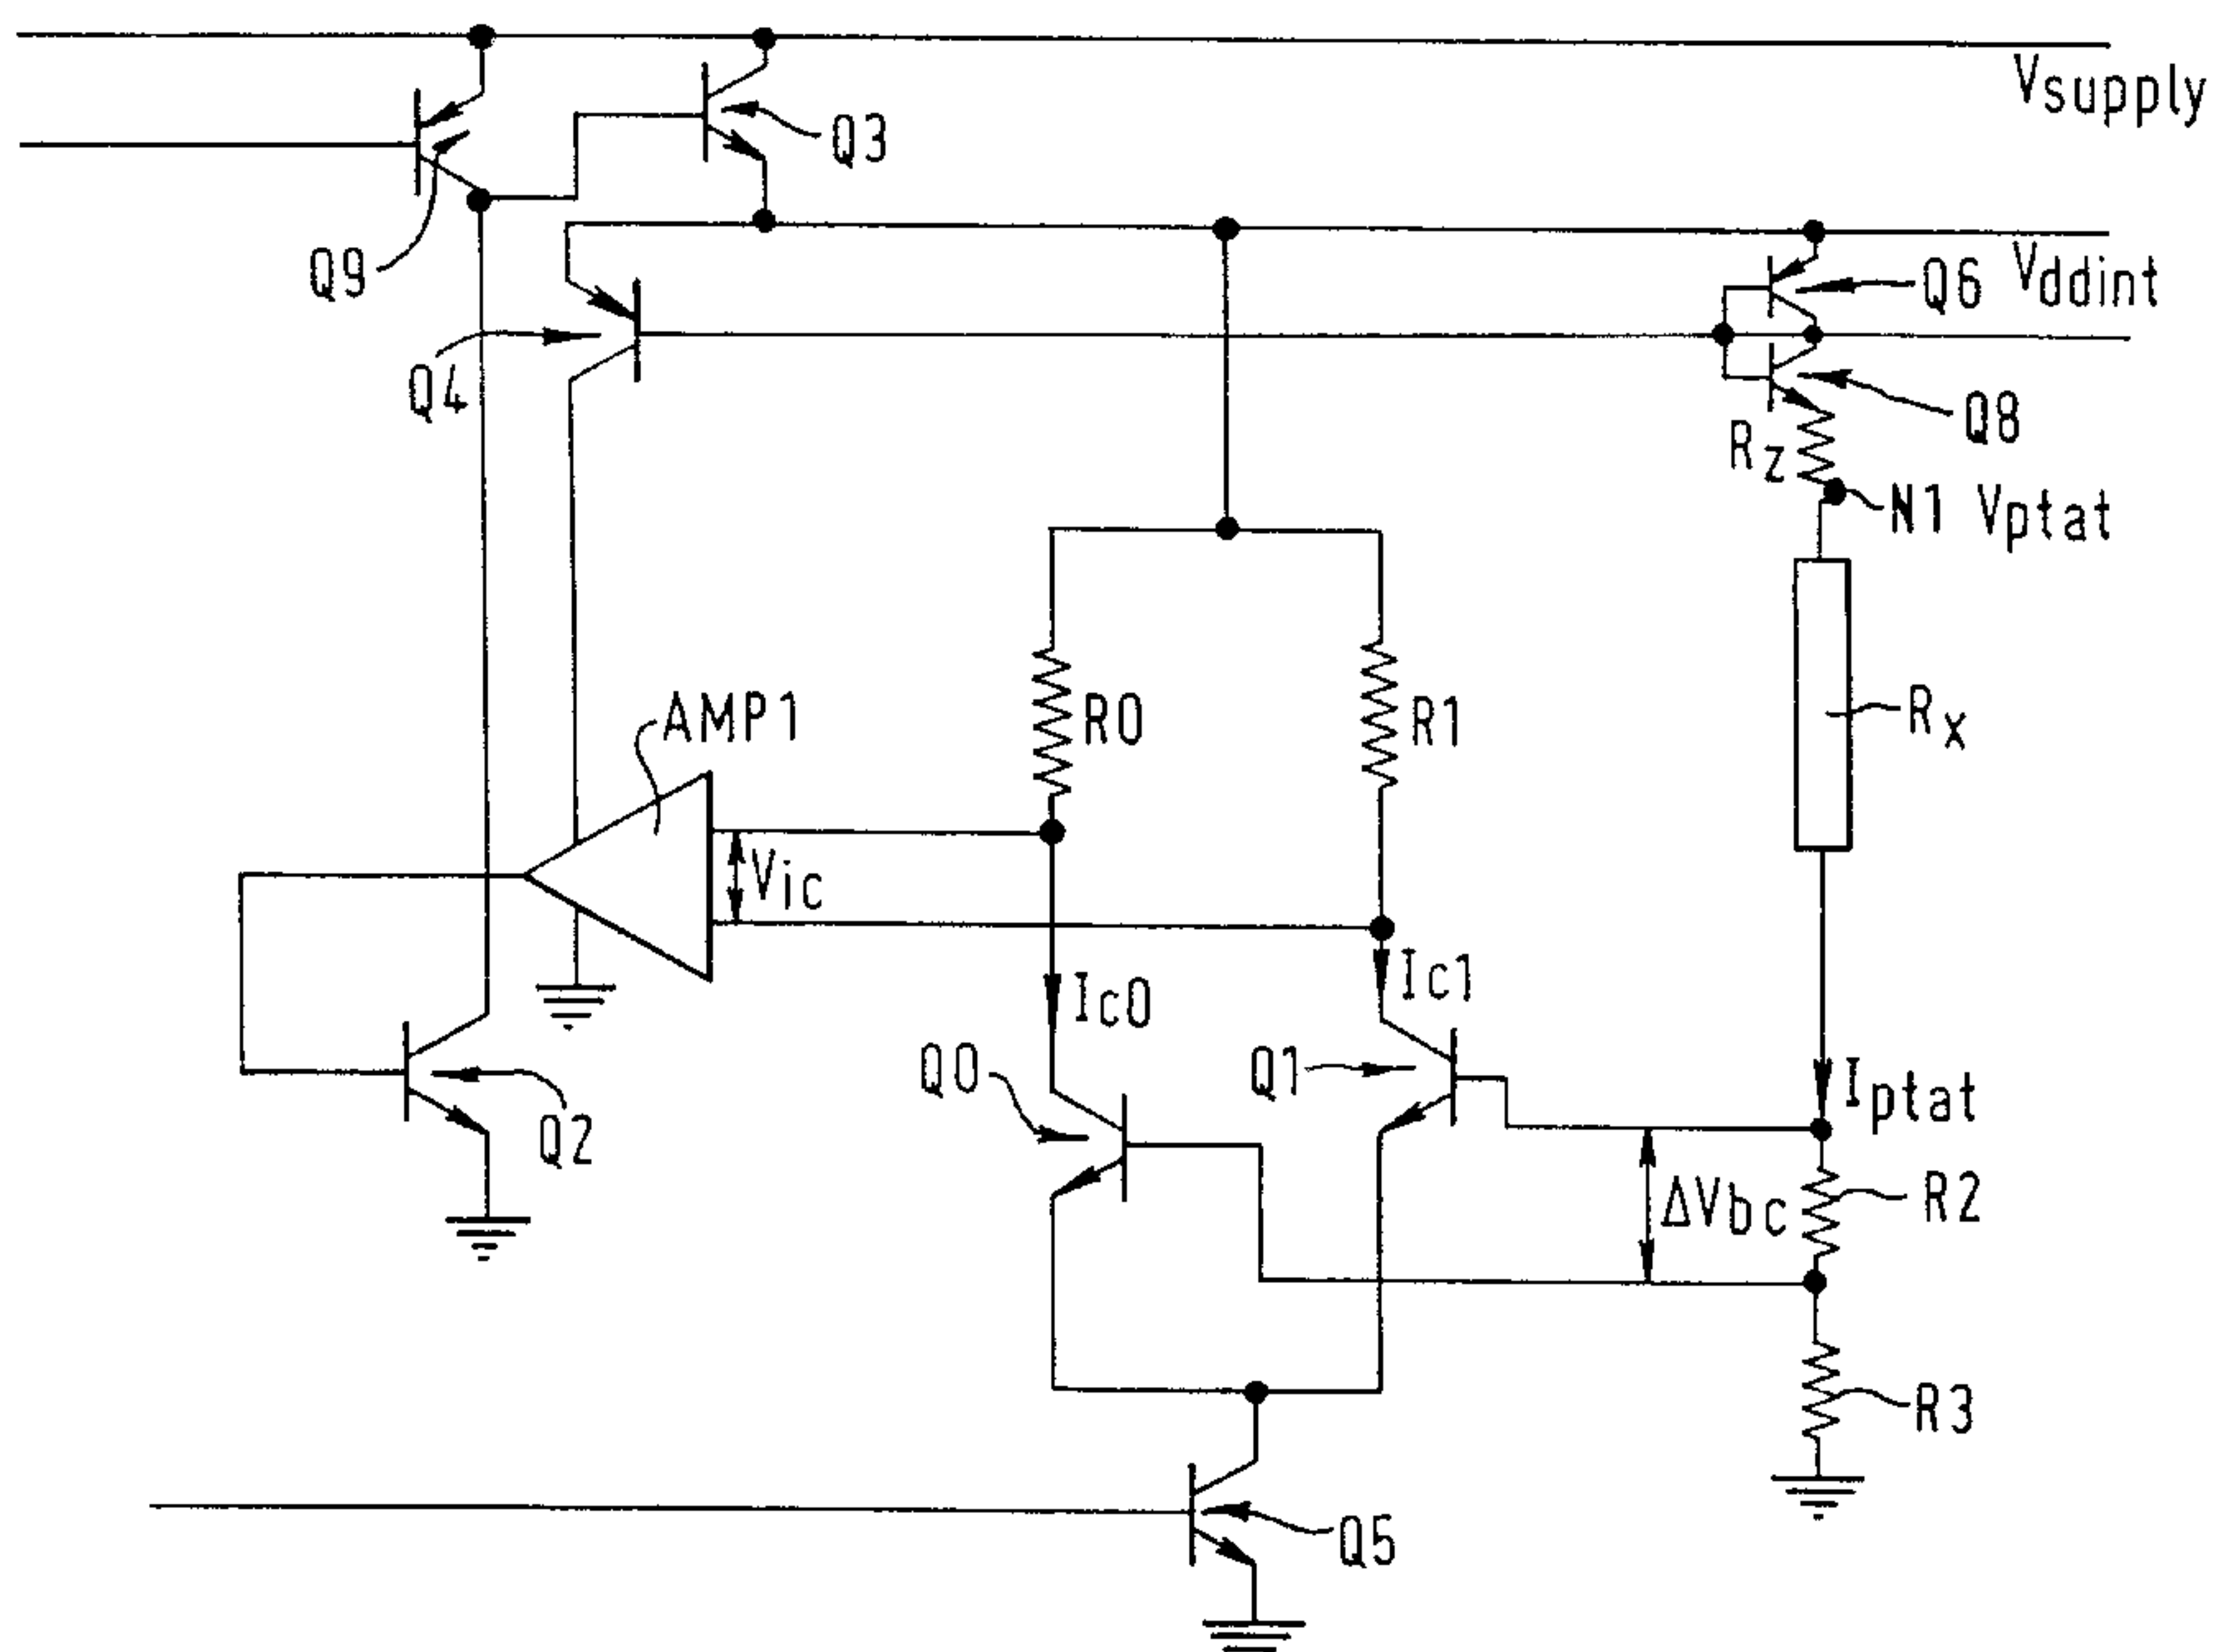 Vsupply
Q3
Q9
Vddint
Q6
Q4
Q8
Rz
N1 Vptat
AMP1
R0
R1
Rx
Vic
Ic1
Ic0
Q0
Q1
Iptat
Q2
ΔVbc
R2
R3
Q5